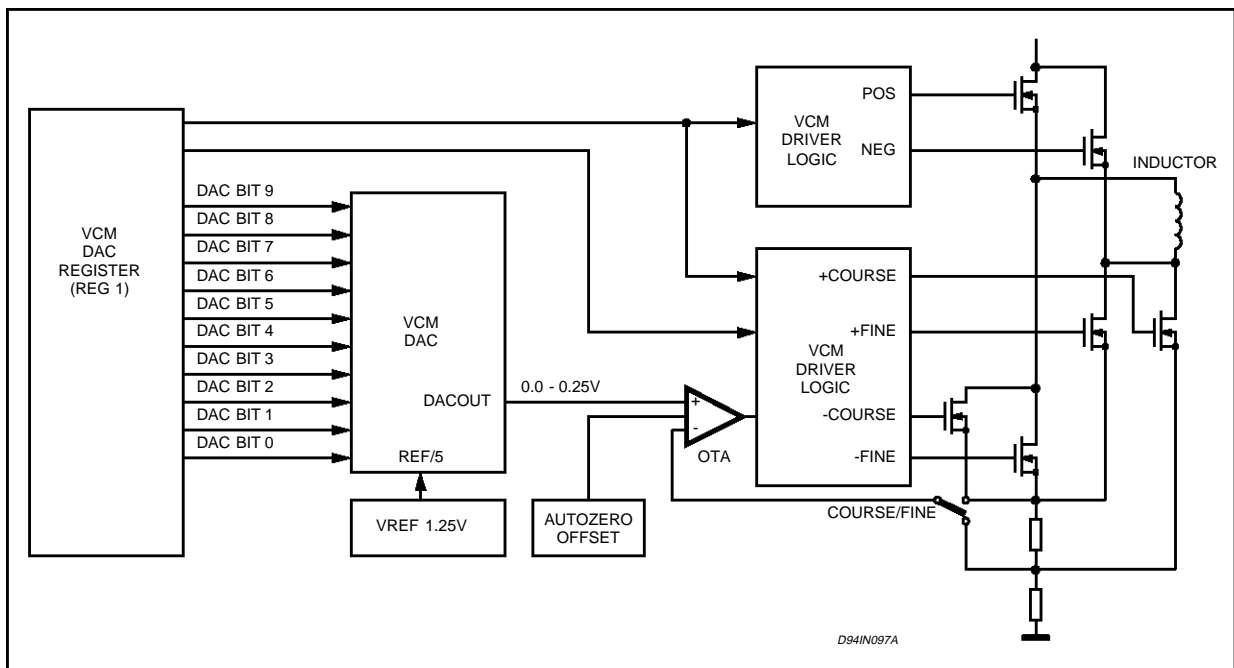 VCM
DAC
REGISTER
(REG 1)
DAC BIT 9
DAC BIT 8
DAC BIT 7
DAC BIT 6
DAC BIT 5
DAC BIT 4
DAC BIT 3
DAC BIT 2
DAC BIT 1
DAC BIT 0
VCM
DAC
DACOUT
REF/5
VREF 1.25V
0.0 - 0.25V
AUTOZERO
OFFSET
+
-
OTA
VCM
DRIVER
LOGIC
POS
NEG
VCM
DRIVER
LOGIC
+COURSE
+FINE
-COURSE
-FINE
COURSE/FINE
INDUCTOR
D94IN097A